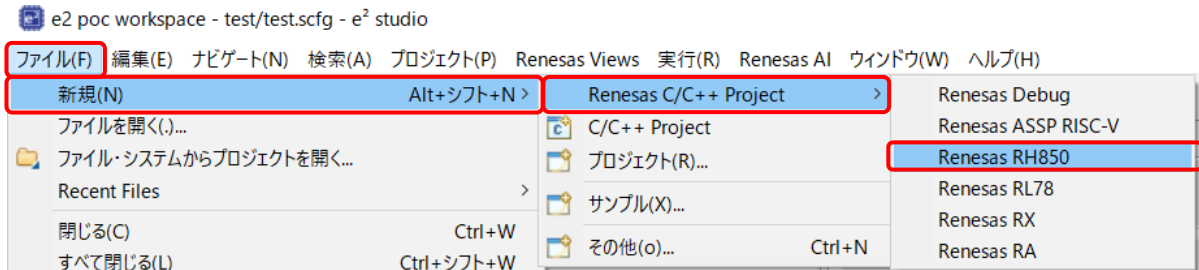 e2 poc workspace - test/test.scfg - e² studio
ファイル(F) 編集(E) ナビゲート(N) 検索(A) プロジェクト(P) Renesas Views 実行(R) Renesas AI ウィンドウ(W) ヘルプ(H)
新規(N) Alt+シフト+N >
ファイルを開く(.)...
ファイル・システムからプロジェクトを開く...
Recent Files >
閉じる(C) Ctrl+W
すべて閉じる(L) Ctrl+シフト+W
Renesas C/C++ Project >
C/C++ Project
プロジェクト(R)...
サンプル(X)...
その他(o)... Ctrl+N
Renesas Debug
Renesas ASSP RISC-V
Renesas RH850
Renesas RL78
Renesas RX
Renesas RA